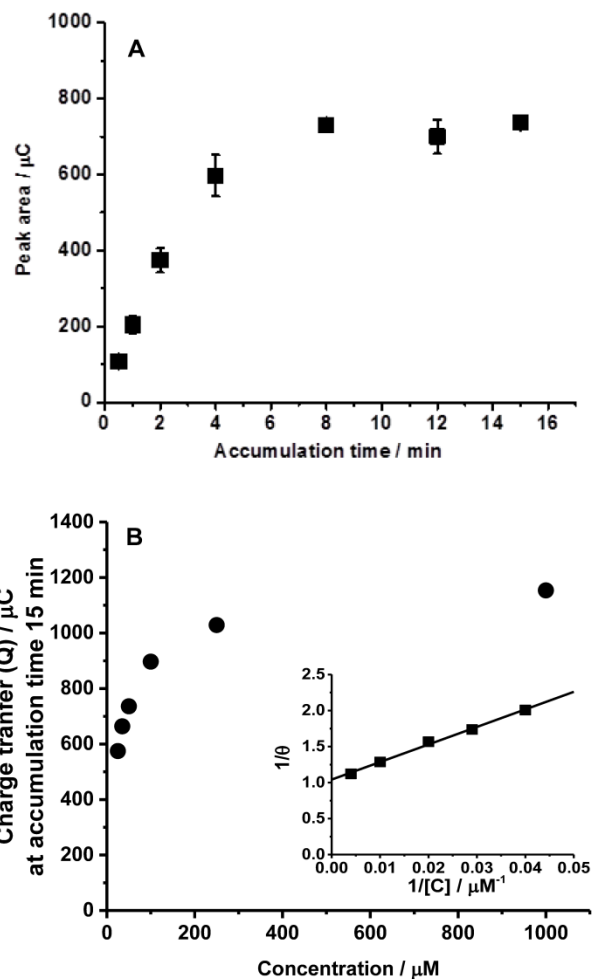 A
1000
800
600
400
200
0
Peak area / μC
2 4 6 8 10 12 14 16
Accumulation time / min
B
1400
1200
1000
800
600
400
200
0
Charge tranfer (Q) / μC
at accumulation time 15 min
2.5
2.0
1.5
1.0
0.5
0.0
1/θ
0.00 0.01 0.02 0.03 0.04 0.05
1/[C] / μM⁻¹
0 200 400 600 800 1000
Concentration / μM